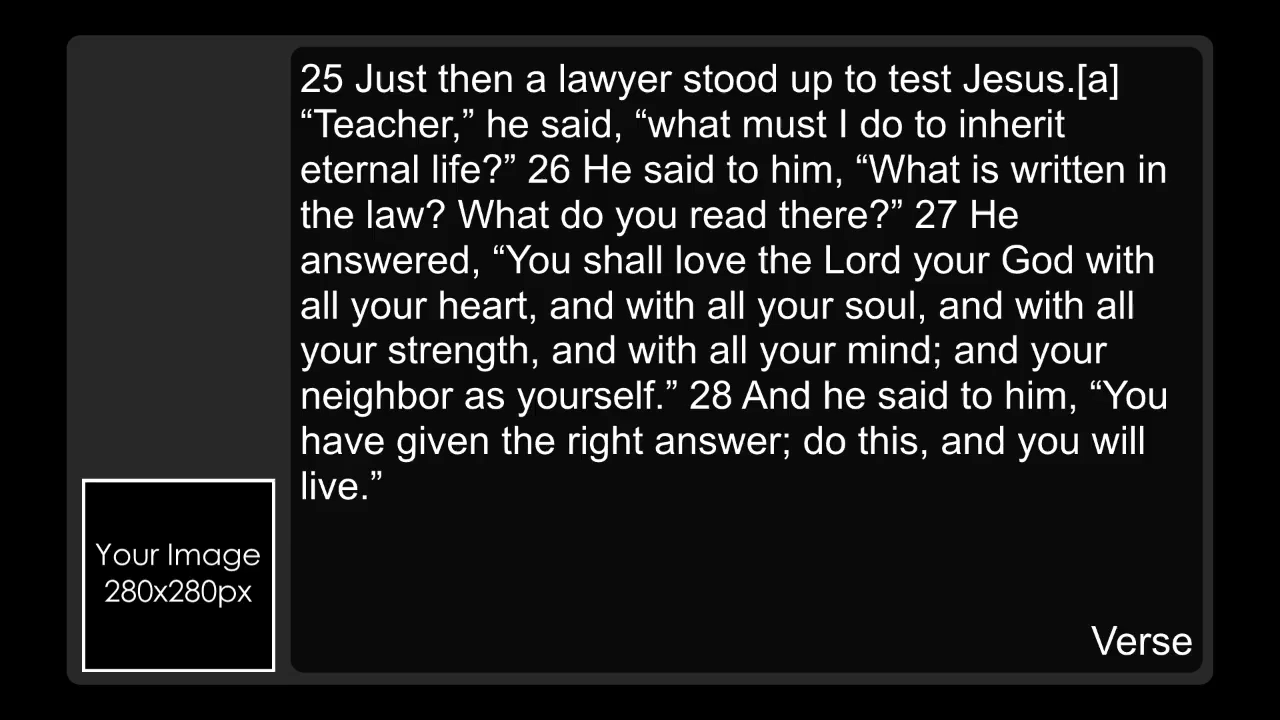 25 Just then a lawyer stood up to test Jesus.[a]
“Teacher,” he said, “what must I do to inherit
eternal life?” 26 He said to him, “What is written in
the law? What do you read there?” 27 He
answered, “You shall love the Lord your God with
all your heart, and with all your soul, and with all
your strength, and with all your mind; and your
neighbor as yourself.” 28 And he said to him, “You
have given the right answer; do this, and you will
live.”
Your Image
280x280px
Verse